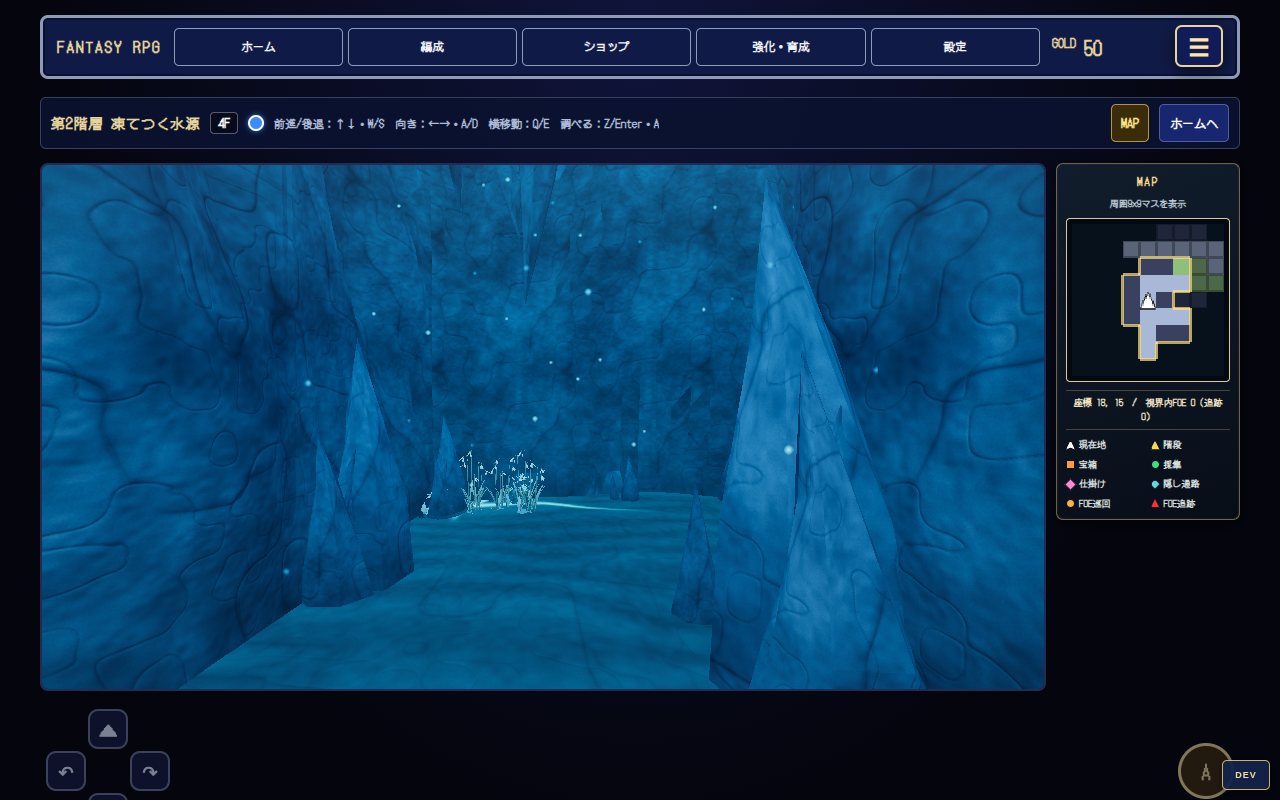 FANTASY RPG
ホーム
編成
ショップ
強化・育成
設定
GOLD 50
第2階層 凍てつく水源
4F
前進/後退:↑↓・W/S 向き:←→・A/D 横移動:Q/E 調べる:Z/Enter・A
MAP
ホームへ
MAP
周囲9x9マスを表示
座標 18, 15 / 視界内FOE 0(追跡
0)
現在地
階段
宝箱
採集
仕掛け
隠し通路
FOE巡回
FOE追跡
A
DEV